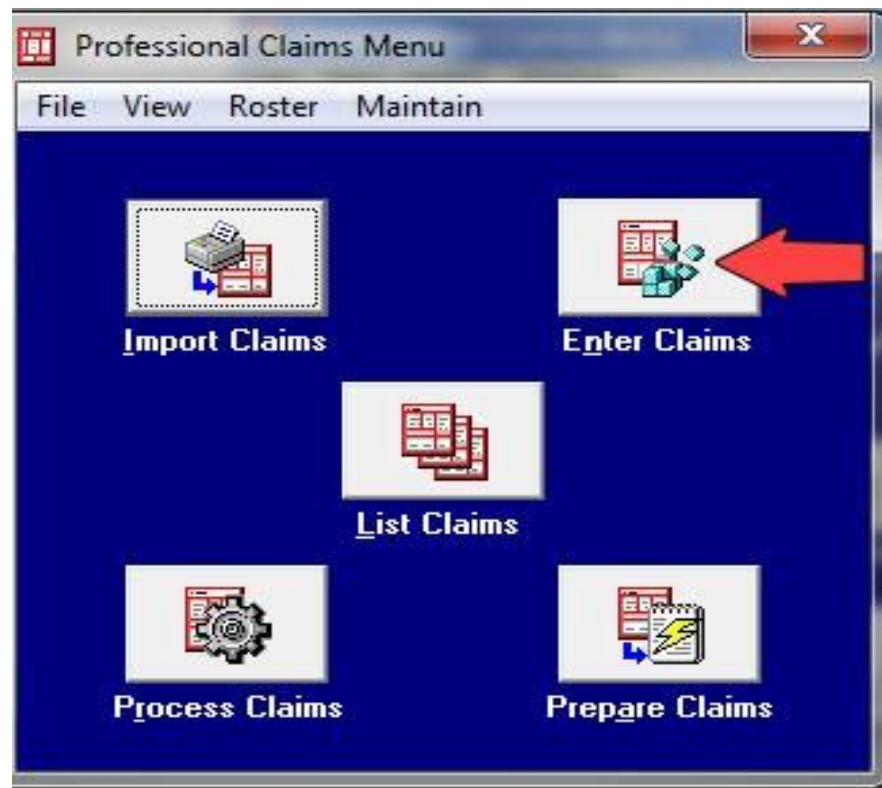 Professional Claims Menu
File View Roster Maintain
Import Claims
Enter Claims
List Claims
Process Claims
Prepare Claims